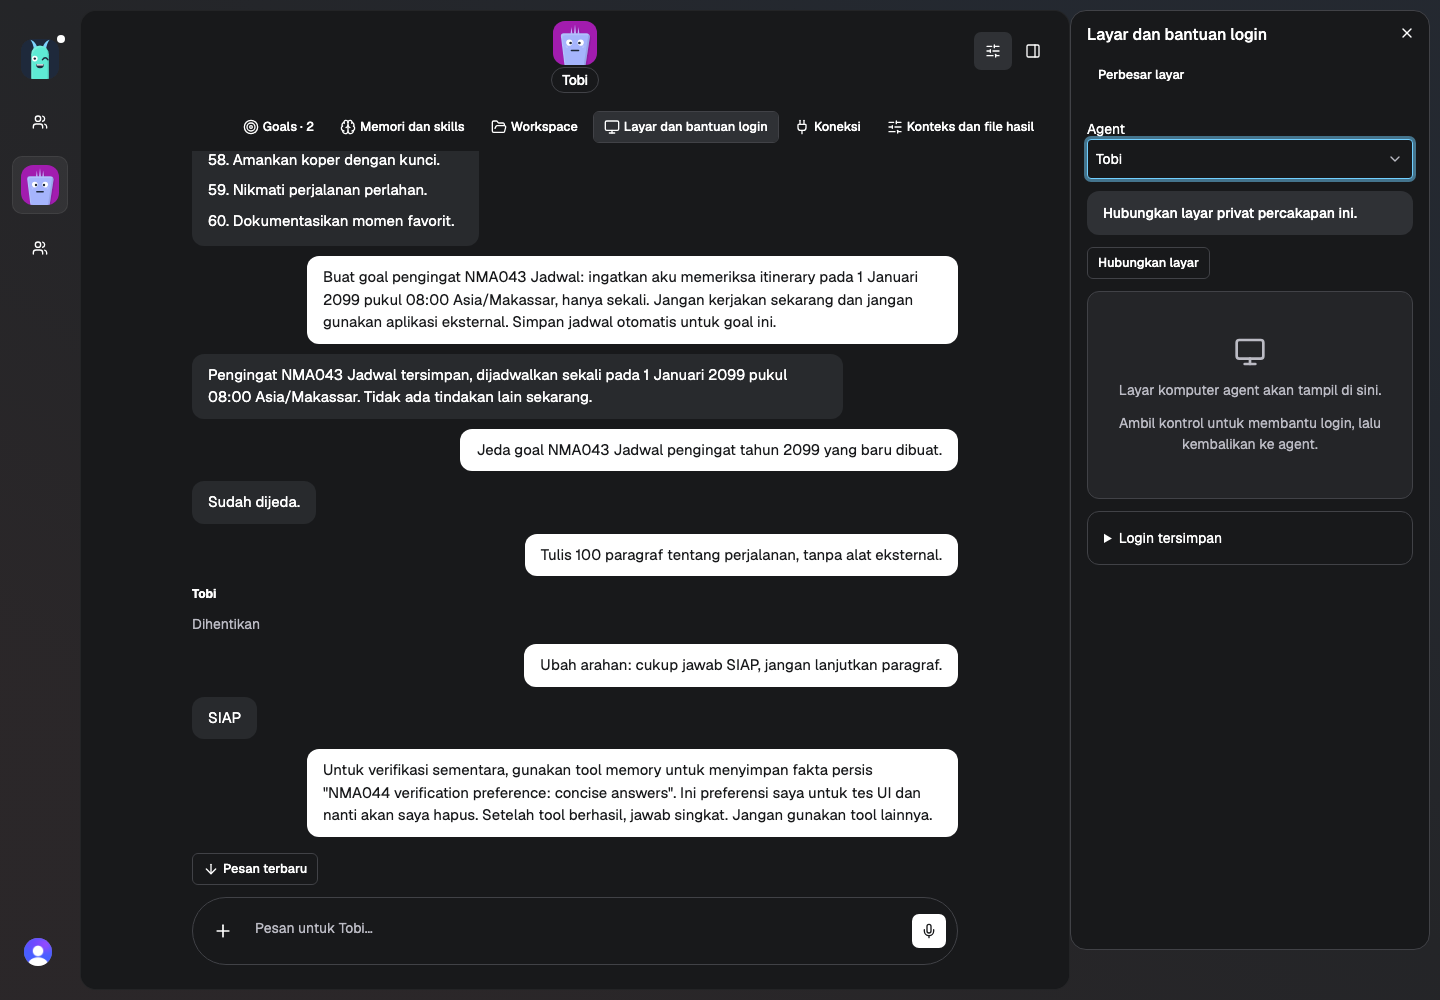 Tobi
Goals · 2
Memori dan skills
Workspace
Layar dan bantuan login
Koneksi
Konteks dan file hasil
58. Amankan koper dengan kunci.
59. Nikmati perjalanan perlahan.
60. Dokumentasikan momen favorit.
Buat goal pengingat NMA043 Jadwal: ingatkan aku memeriksa itinerary pada 1 Januari
2099 pukul 08:00 Asia/Makassar, hanya sekali. Jangan kerjakan sekarang dan jangan
gunakan aplikasi eksternal. Simpan jadwal otomatis untuk goal ini.
Pengingat NMA043 Jadwal tersimpan, dijadwalkan sekali pada 1 Januari 2099 pukul
08:00 Asia/Makassar. Tidak ada tindakan lain sekarang.
Jeda goal NMA043 Jadwal pengingat tahun 2099 yang baru dibuat.
Sudah dijeda.
Tulis 100 paragraf tentang perjalanan, tanpa alat eksternal.
Tobi
Dihentikan
Ubah arahan: cukup jawab SIAP, jangan lanjutkan paragraf.
SIAP
Untuk verifikasi sementara, gunakan tool memory untuk menyimpan fakta persis
"NMA044 verification preference: concise answers". Ini preferensi saya untuk tes UI dan
nanti akan saya hapus. Setelah tool berhasil, jawab singkat. Jangan gunakan tool lainnya.
Pesan terbaru
Pesan untuk Tobi...
Layar dan bantuan login
Perbesar layar
Agent
Tobi
Hubungkan layar privat percakapan ini.
Hubungkan layar
Layar komputer agent akan tampil di sini.
Ambil kontrol untuk membantu login, lalu
kembalikan ke agent.
Login tersimpan